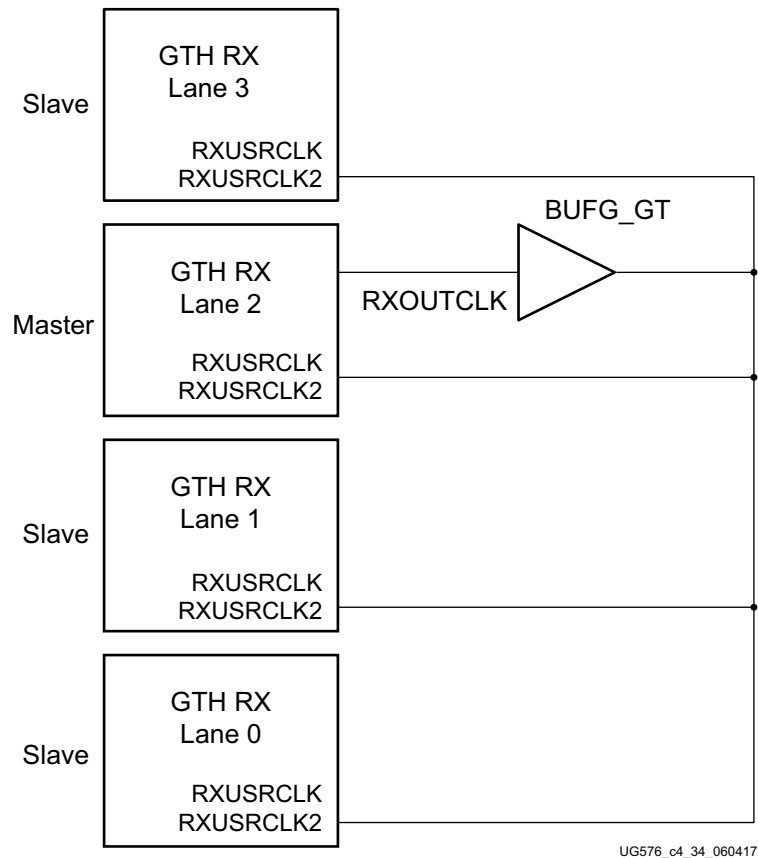 GTH RX
Lane 3
Slave
RXUSRCLK
RXUSRCLK2
BUFG_GT
GTH RX
Lane 2
RXOUTCLK
Master
RXUSRCLK
RXUSRCLK2
GTH RX
Lane 1
Slave
RXUSRCLK
RXUSRCLK2
GTH RX
Lane 0
Slave
RXUSRCLK
RXUSRCLK2
UG576_c4_34_060417